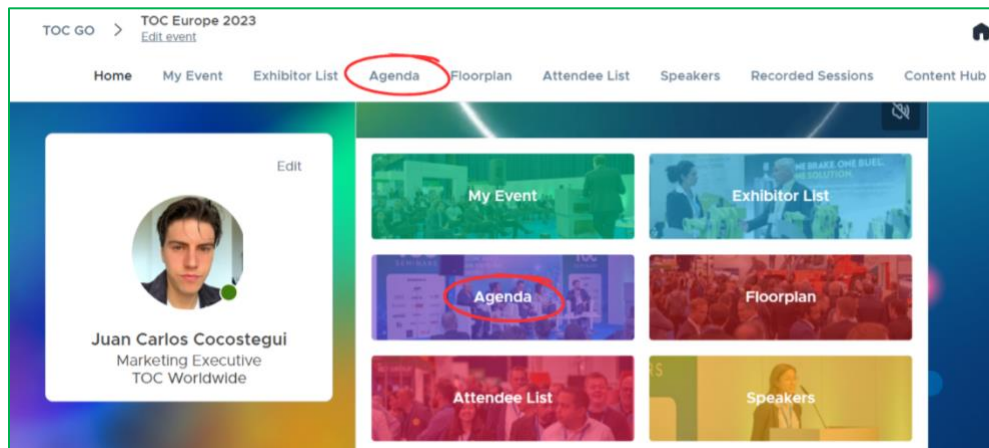 TOC GO > TOC Europe 2023
Edit event
Home My Event Exhibitor List Agenda Floorplan Attendee List Speakers Recorded Sessions Content Hub
Edit
Juan Carlos Cocostegui
Marketing Executive
TOC Worldwide
My Event
Exhibitor List
Agenda
Floorplan
Attendee List
Speakers